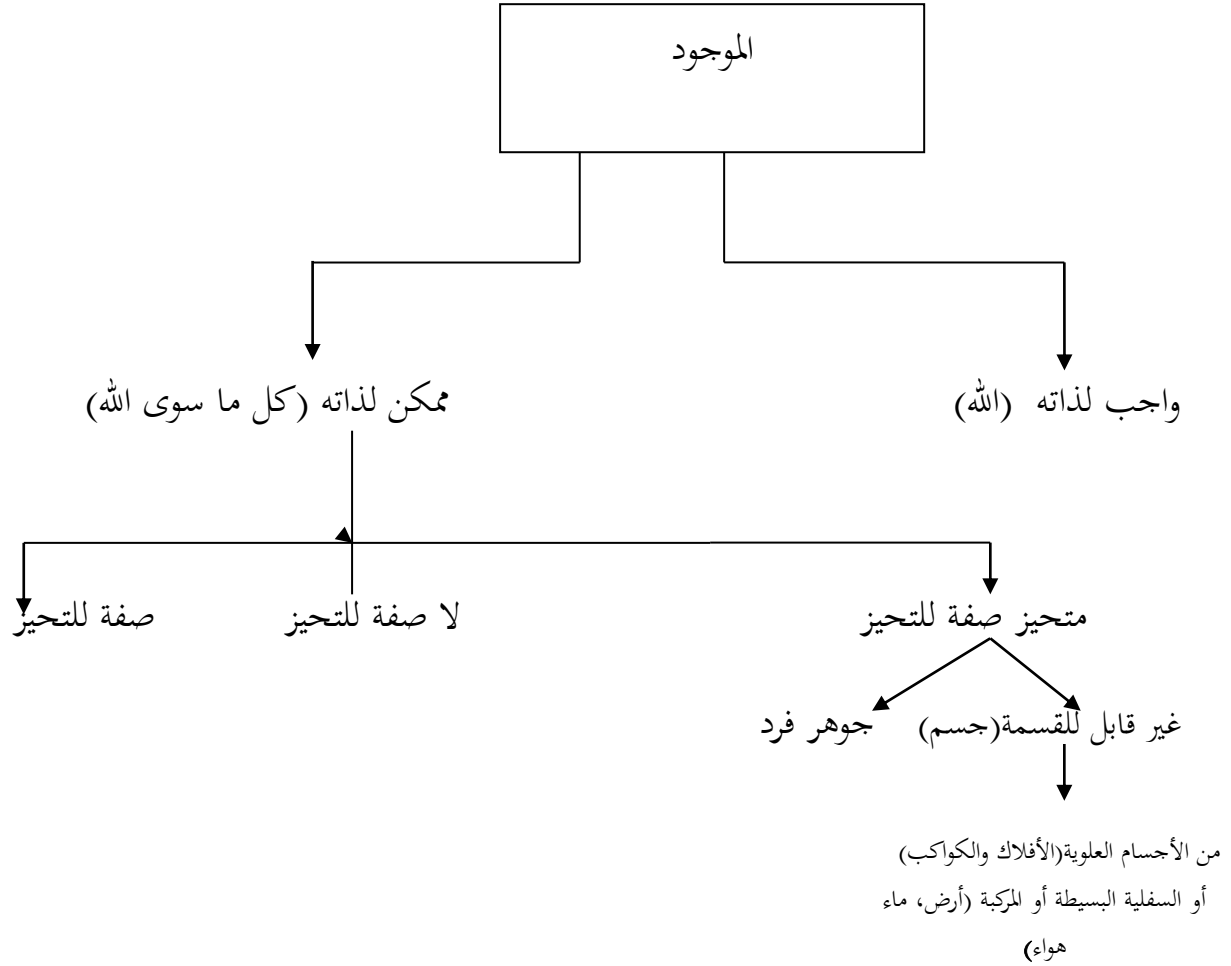 الموجود
واجب لذاته (الله)
ممكن لذاته (كل ما سوى الله)
متحيز صفة للتحيز
لا صفة للتحيز
صفة للتحيز
غير قابل للقسمة(جسم)
جوهر فرد
من الأجسام العلوية(الأفلاك والكواكب)
أو السفلية البسيطة أو المركبة (أرض، ماء
هواء)